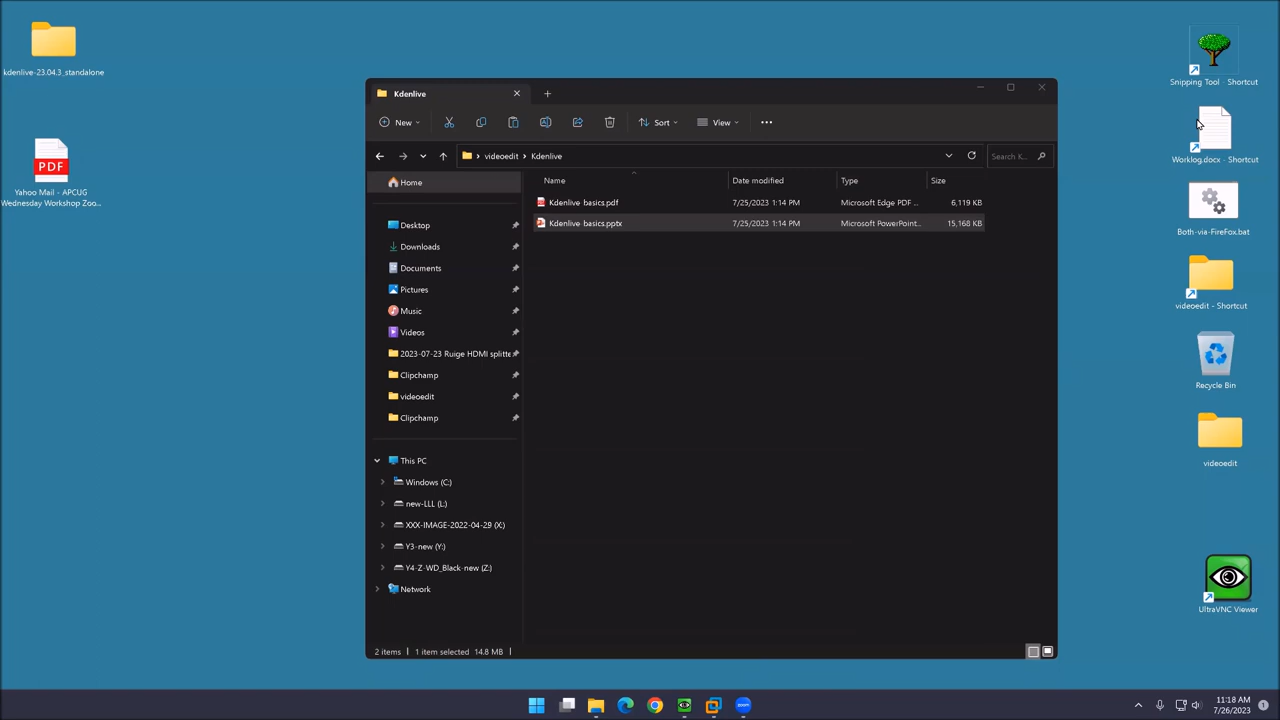 kdenlive-23.04.3_standalone
PDF
Yahoo Mail - APCUG
Wednesday Workshop Zoo...
Kdenlive
New
Sort
View
videoedit
Kdenlive
Search K...
Home
Desktop
Downloads
Documents
Pictures
Music
Videos
2023-07-23 Ruige HDMI splitte
Clipchamp
videoedit
Clipchamp
This PC
Windows (C:)
new-LLL (L:)
XXX-IMAGE-2022-04-29 (X:)
Y3-new (Y:)
Y4-Z-WD_Black-new (Z:)
Network
Name Date modified Type Size
Kdenlive basics.pdf 7/25/2023 1:14 PM Microsoft Edge PDF ... 6,119 KB
Kdenlive basics.pptx 7/25/2023 1:14 PM Microsoft PowerPoint... 15,168 KB
2 items 1 item selected 14.8 MB
Snipping Tool - Shortcut
Worklog.docx - Shortcut
Both-via-FireFox.bat
videoedit - Shortcut
Recycle Bin
videoedit
UltraVNC Viewer
zoom
11:18 AM
7/26/2023